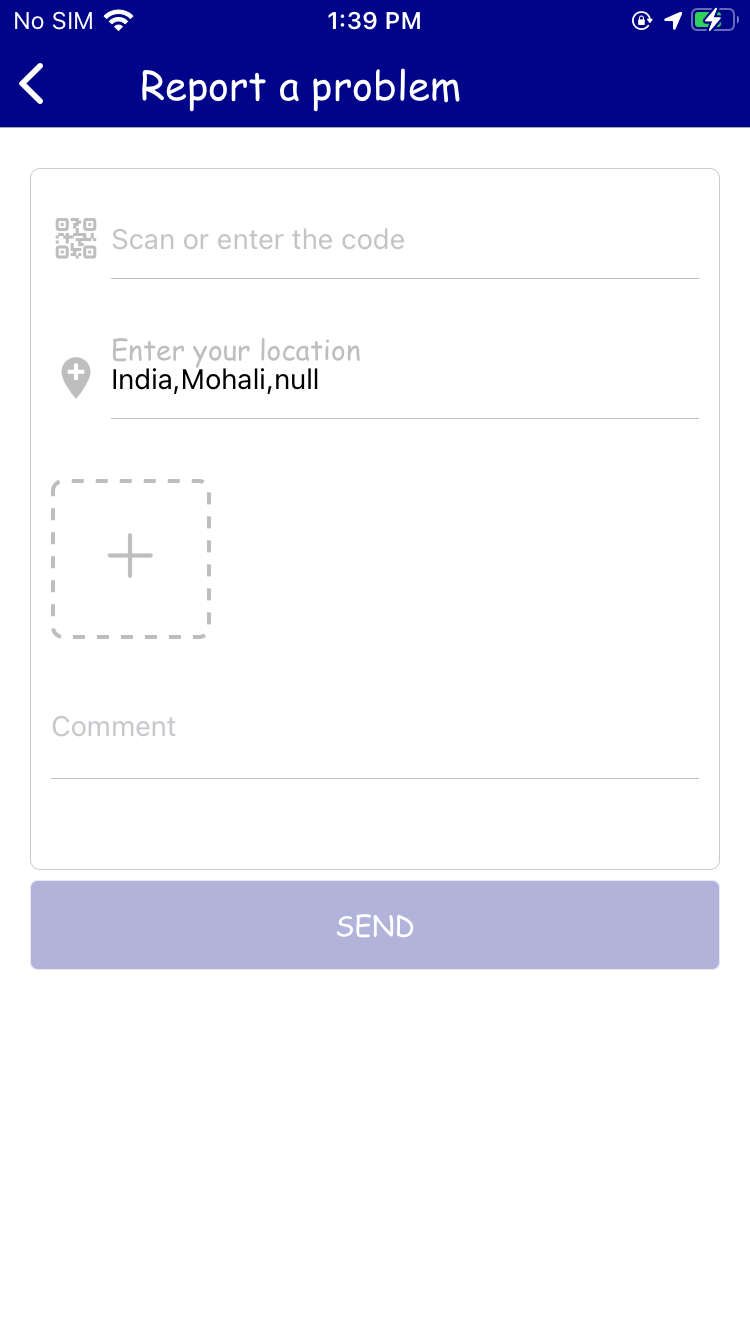 No SIM 1:39 PM
Report a problem
Scan or enter the code
Enter your location
India,Mohali,null
Comment
SEND